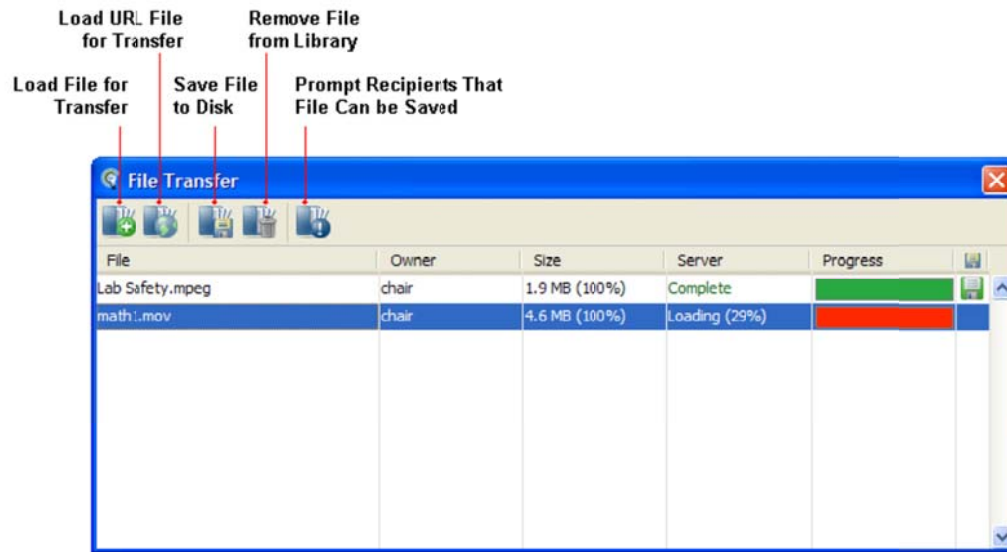 Load URL File
for Transfer
Remove File
from Library
Load File for
Transfer
Save File
to Disk
Prompt Recipients That
File Can be Saved
File Transfer
File Owner Size Server Progress
Lab Safety.mpeg chair 1.9 MB (100%) Complete
math1.mov chair 4.6 MB (100%) Loading (29%)